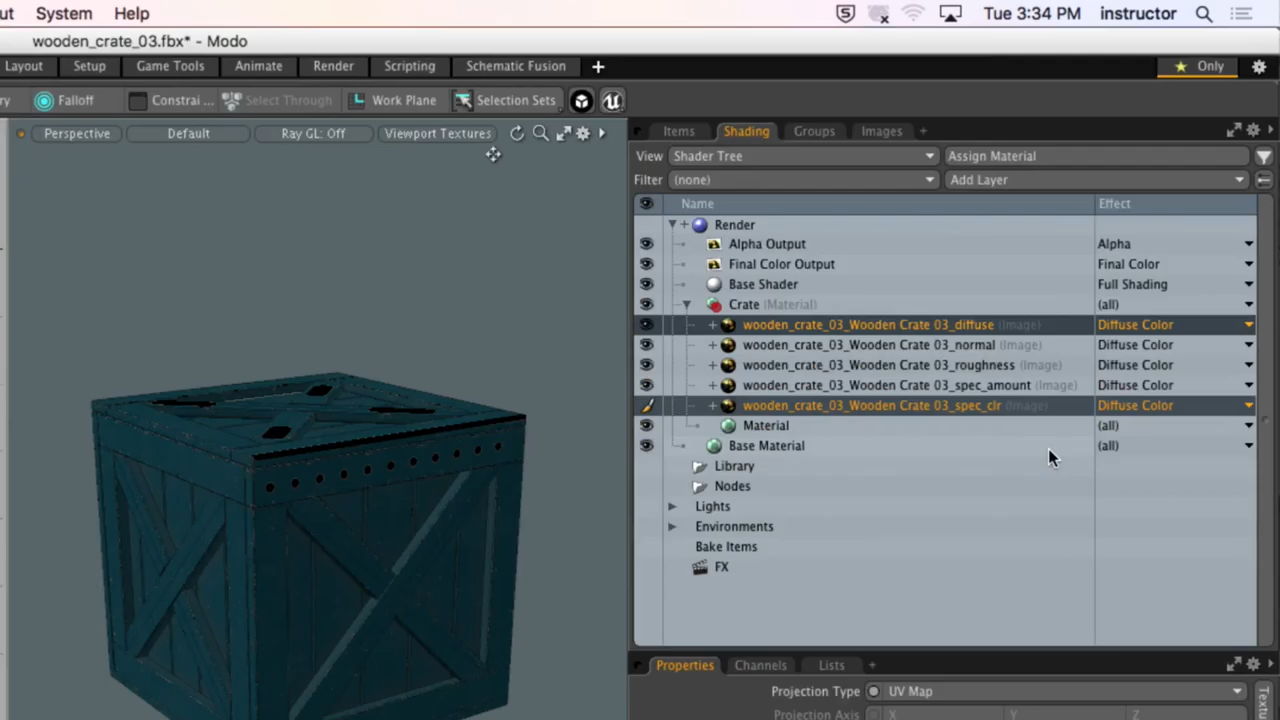 ut System Help Tue 3:34 PM instructor
wooden_crate_03.fbx* - Modo
Layout Setup Game Tools Animate Render Scripting Schematic Fusion + Only
ry Falloff Constrai ... Select Through Work Plane Selection Sets
Perspective Default Ray GL: Off Viewport Textures
Items Shading Groups Images +
View Shader Tree Assign Material
Filter (none) Add Layer
Name Effect
Render
Alpha Output Alpha
Final Color Output Final Color
Base Shader Full Shading
Crate (Material) (all)
wooden_crate_03_Wooden Crate 03_diffuse (Image) Diffuse Color
wooden_crate_03_Wooden Crate 03_normal (Image) Diffuse Color
wooden_crate_03_Wooden Crate 03_roughness (Image) Diffuse Color
wooden_crate_03_Wooden Crate 03_spec_amount (Image) Diffuse Color
wooden_crate_03_Wooden Crate 03_spec_clr (Image) Diffuse Color
Material (all)
Base Material (all)
Library
Nodes
Lights
Environments
Bake Items
FX
Properties Channels Lists +
Projection Type UV Map
Projection Axis X Y Z
Textu